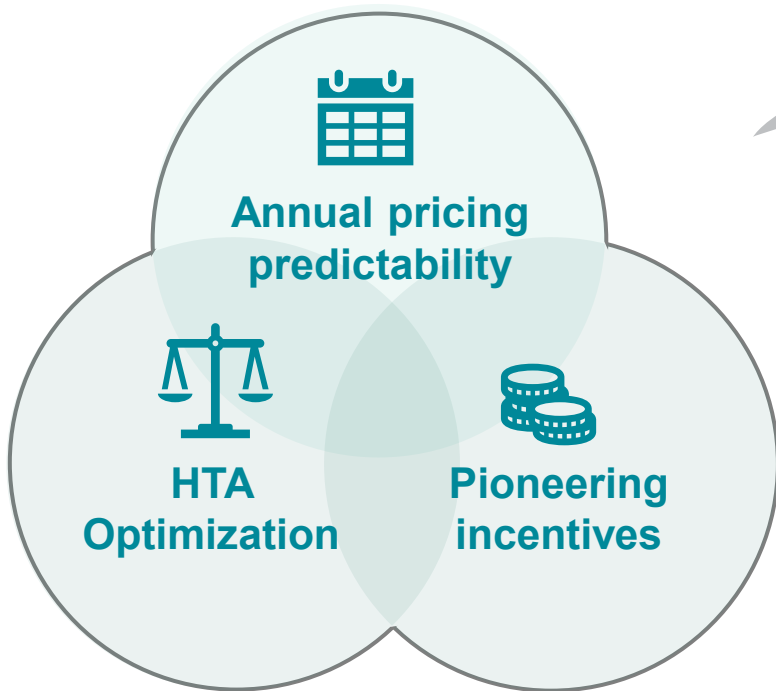 Annual pricing
predictability
HTA
Optimization
Pioneering
incentives